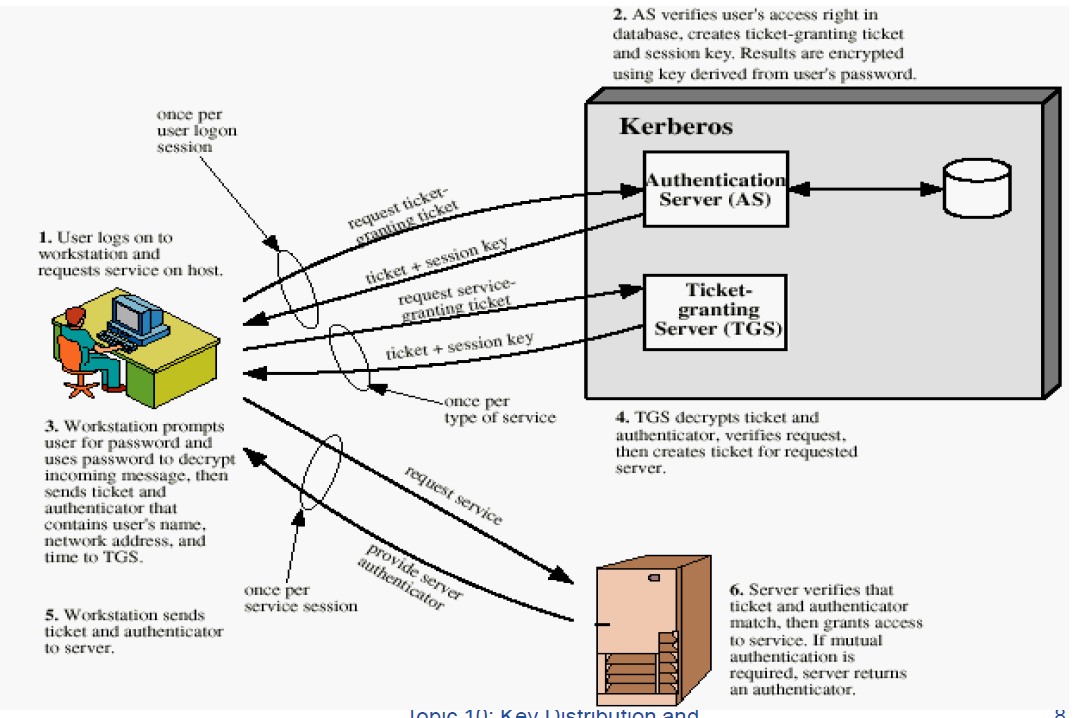 2. AS verifies user's access right in
database, creates ticket-granting ticket
and session key. Results are encrypted
using key derived from user's password.
once per
user logon
session
Kerberos
Authentication
Server (AS)
request ticket-
granting ticket
1. User logs on to
workstation and
requests service on host.
ticket + session key
request service-
granting ticket
Ticket-
granting
Server (TGS)
ticket + session key
once per
type of service
3. Workstation prompts
user for password and
uses password to decrypt
incoming message, then
sends ticket and
authenticator that
contains user's name,
network address, and
time to TGS.
4. TGS decrypts ticket and
authenticator, verifies request,
then creates ticket for requested
server.
request service
provide server
authenticator
once per
service session
5. Workstation sends
ticket and authenticator
to server.
6. Server verifies that
ticket and authenticator
match, then grants access
to service. If mutual
authentication is
required, server returns
an authenticator.
Topic 10: Key Distribution and
8